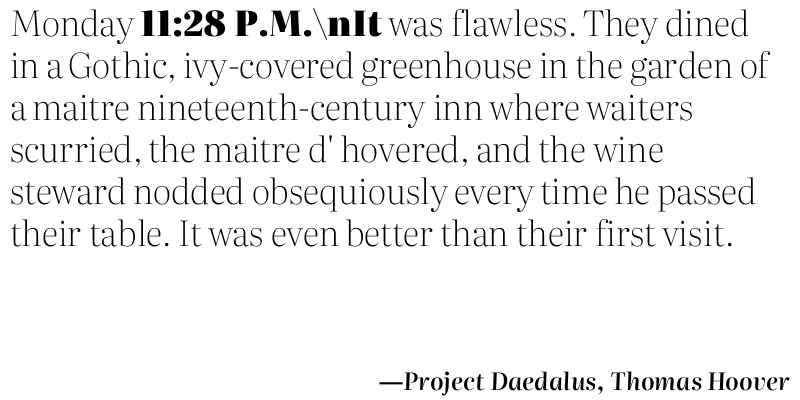 Monday 11:28 P.M.\nIt was flawless. They dined
in a Gothic, ivy-covered greenhouse in the garden of
a maitre nineteenth-century inn where waiters
scurried, the maitre d' hovered, and the wine
steward nodded obsequiously every time he passed
their table. It was even better than their first visit.
—Project Daedalus, Thomas Hoover